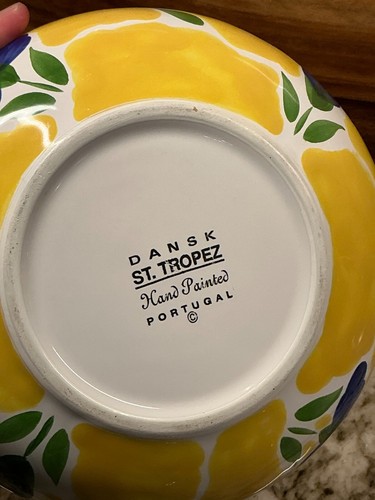 DANSK
ST. TROPEZ
Hand Painted
PORTUGAL
©